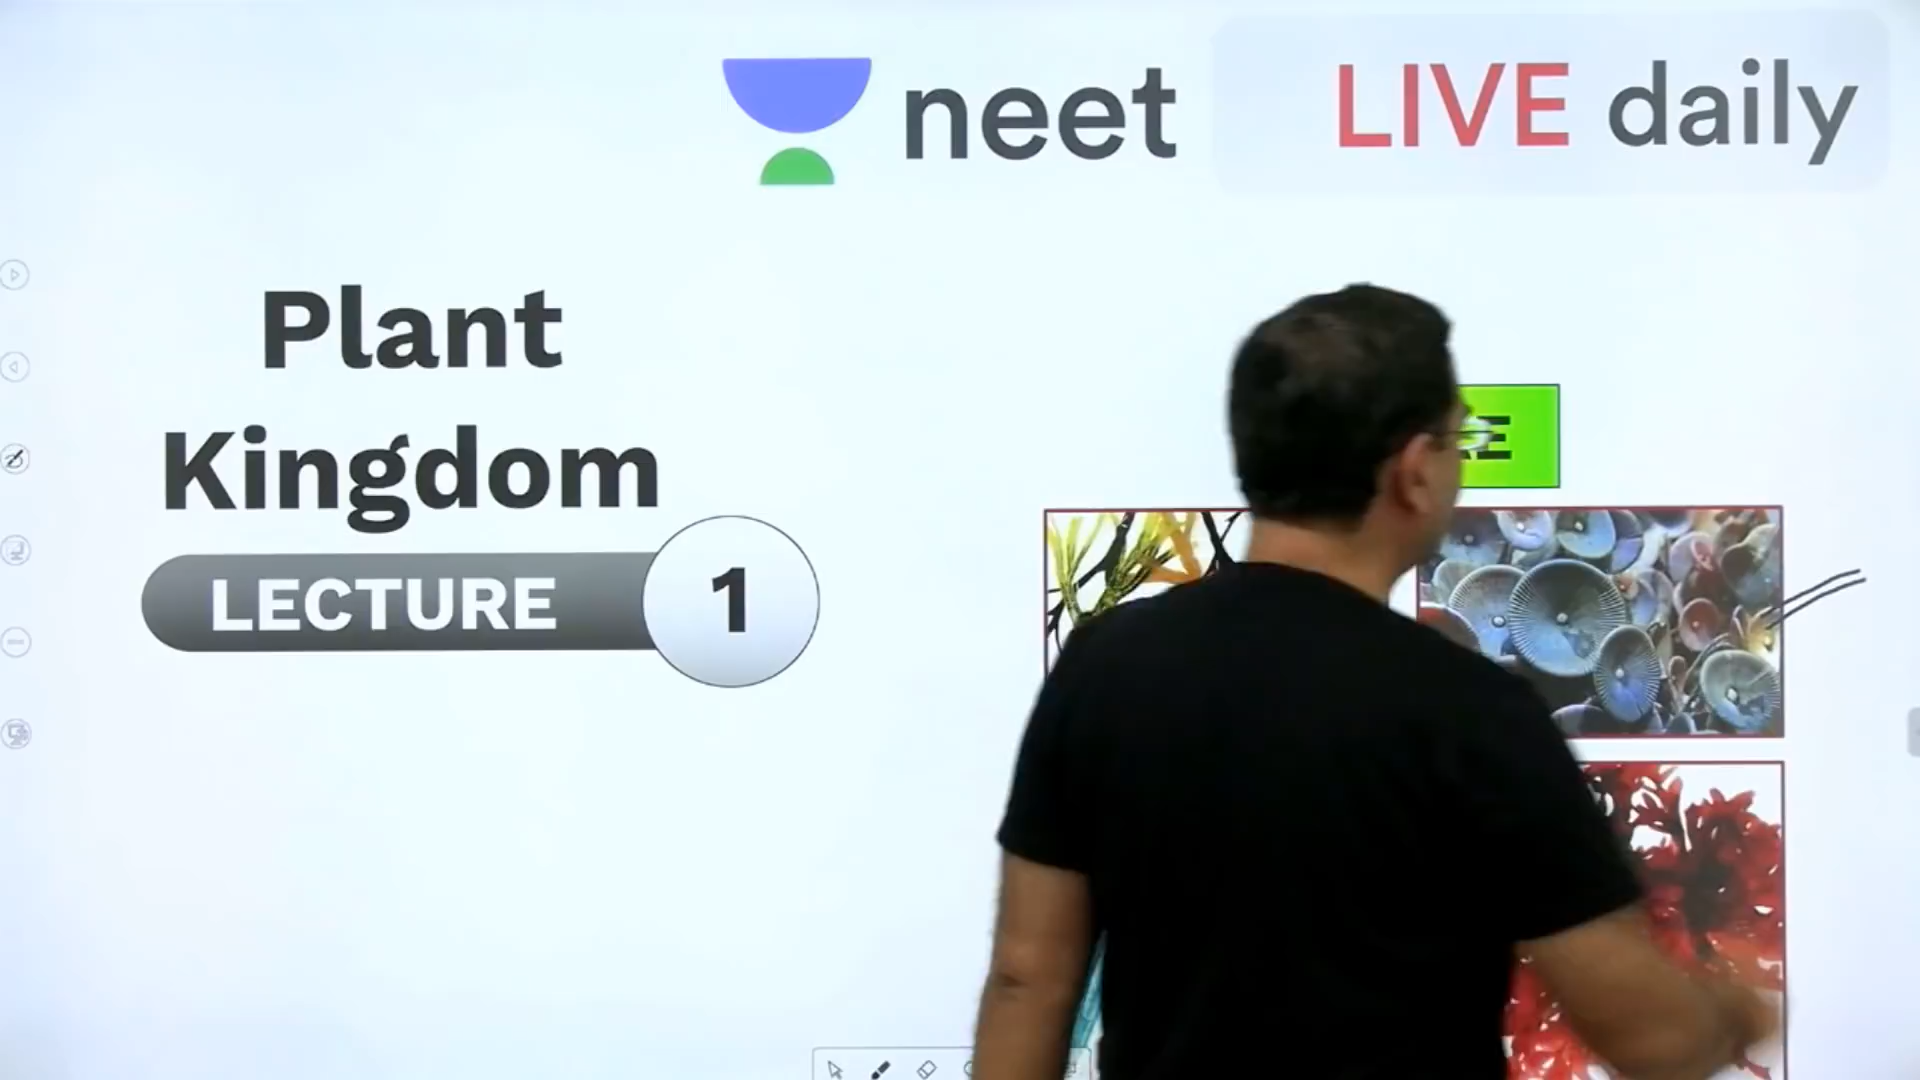 neet
LIVE daily
Plant
Kingdom
LECTURE 1